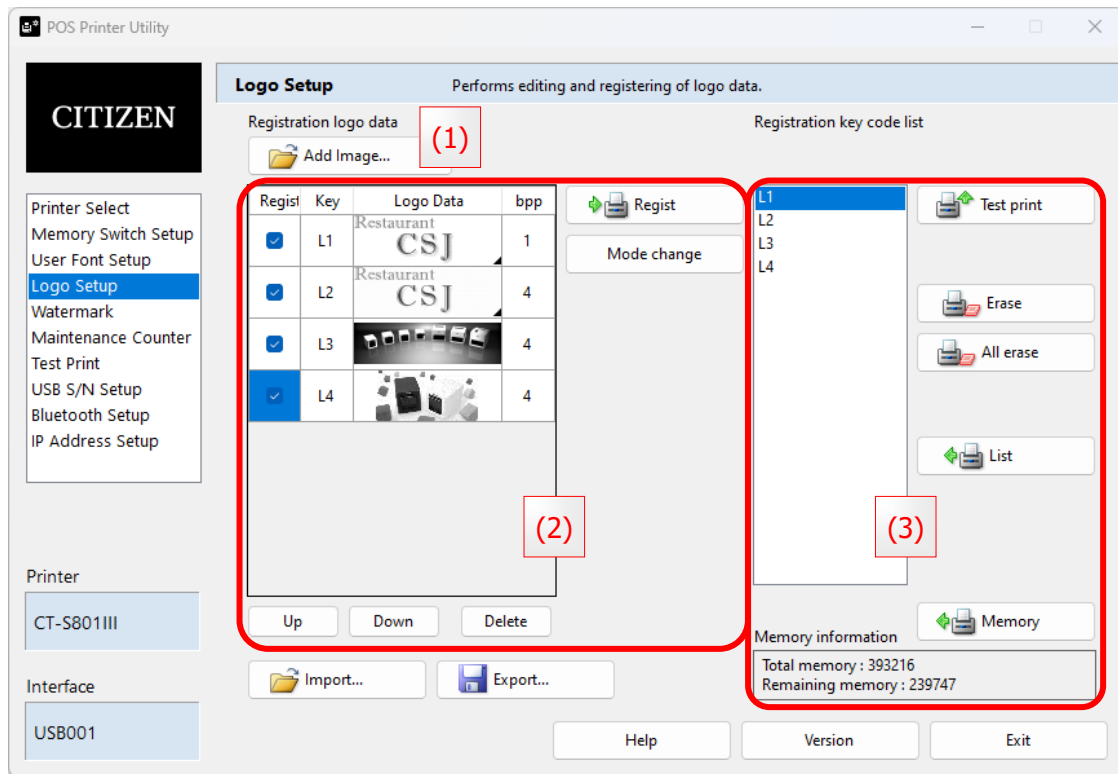 POS Printer Utility
CITIZEN
Logo Setup
Performs editing and registering of logo data.
Registration logo data
(1)
Registration key code list
Add Image...
Printer Select
Memory Switch Setup
User Font Setup
Logo Setup
Watermark
Maintenance Counter
Test Print
USB S/N Setup
Bluetooth Setup
IP Address Setup
Regist Key Logo Data bpp
L1 Restaurant CSJ 1
L2 Restaurant CSJ 4
L3 4
L4 4
Regist
Mode change
(2)
Up Down Delete
Import... Export...
L1
L2
L3
L4
Test print
Erase
All erase
List
(3)
Memory
Memory information
Total memory : 393216
Remaining memory : 239747
Printer
CT-S801III
Interface
USB001
Help Version Exit